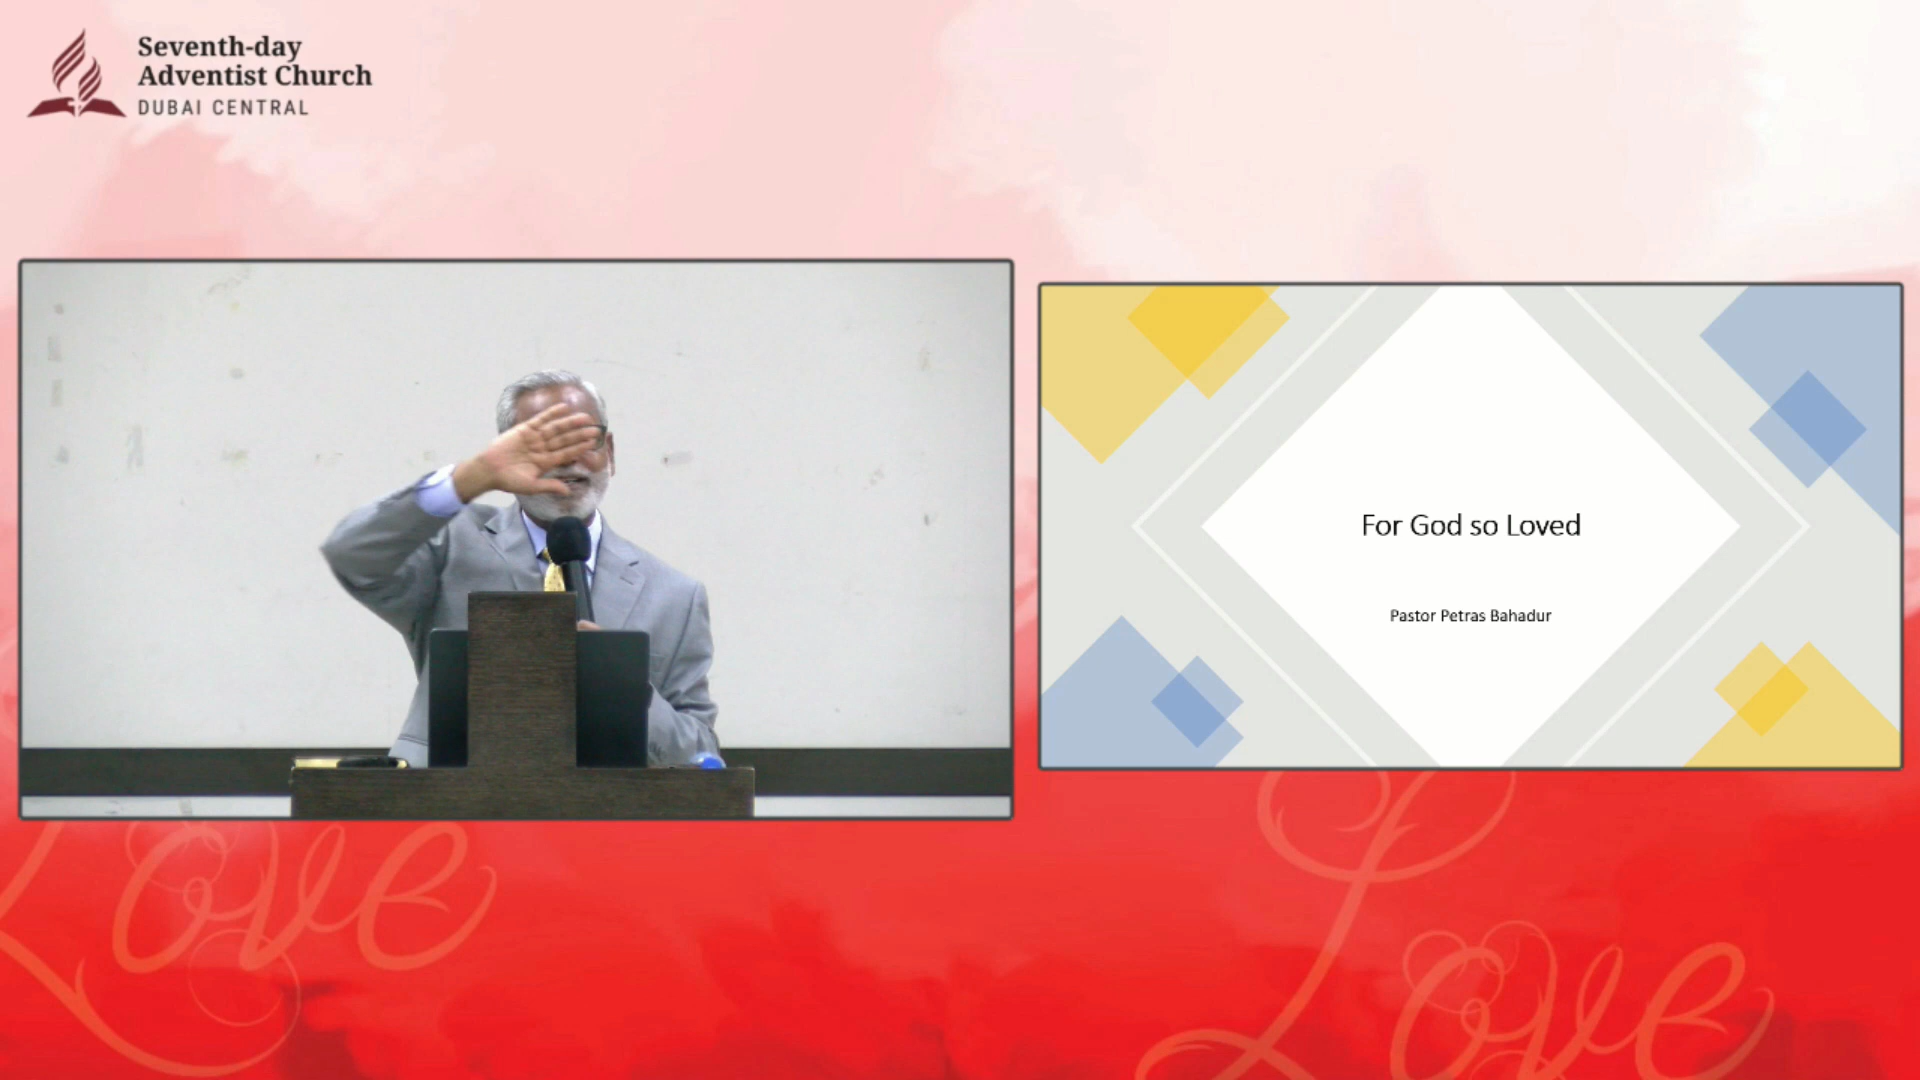 Seventh-day
Adventist Church
DUBAI CENTRAL
For God so Loved
Pastor Petras Bahadur
Love
Love